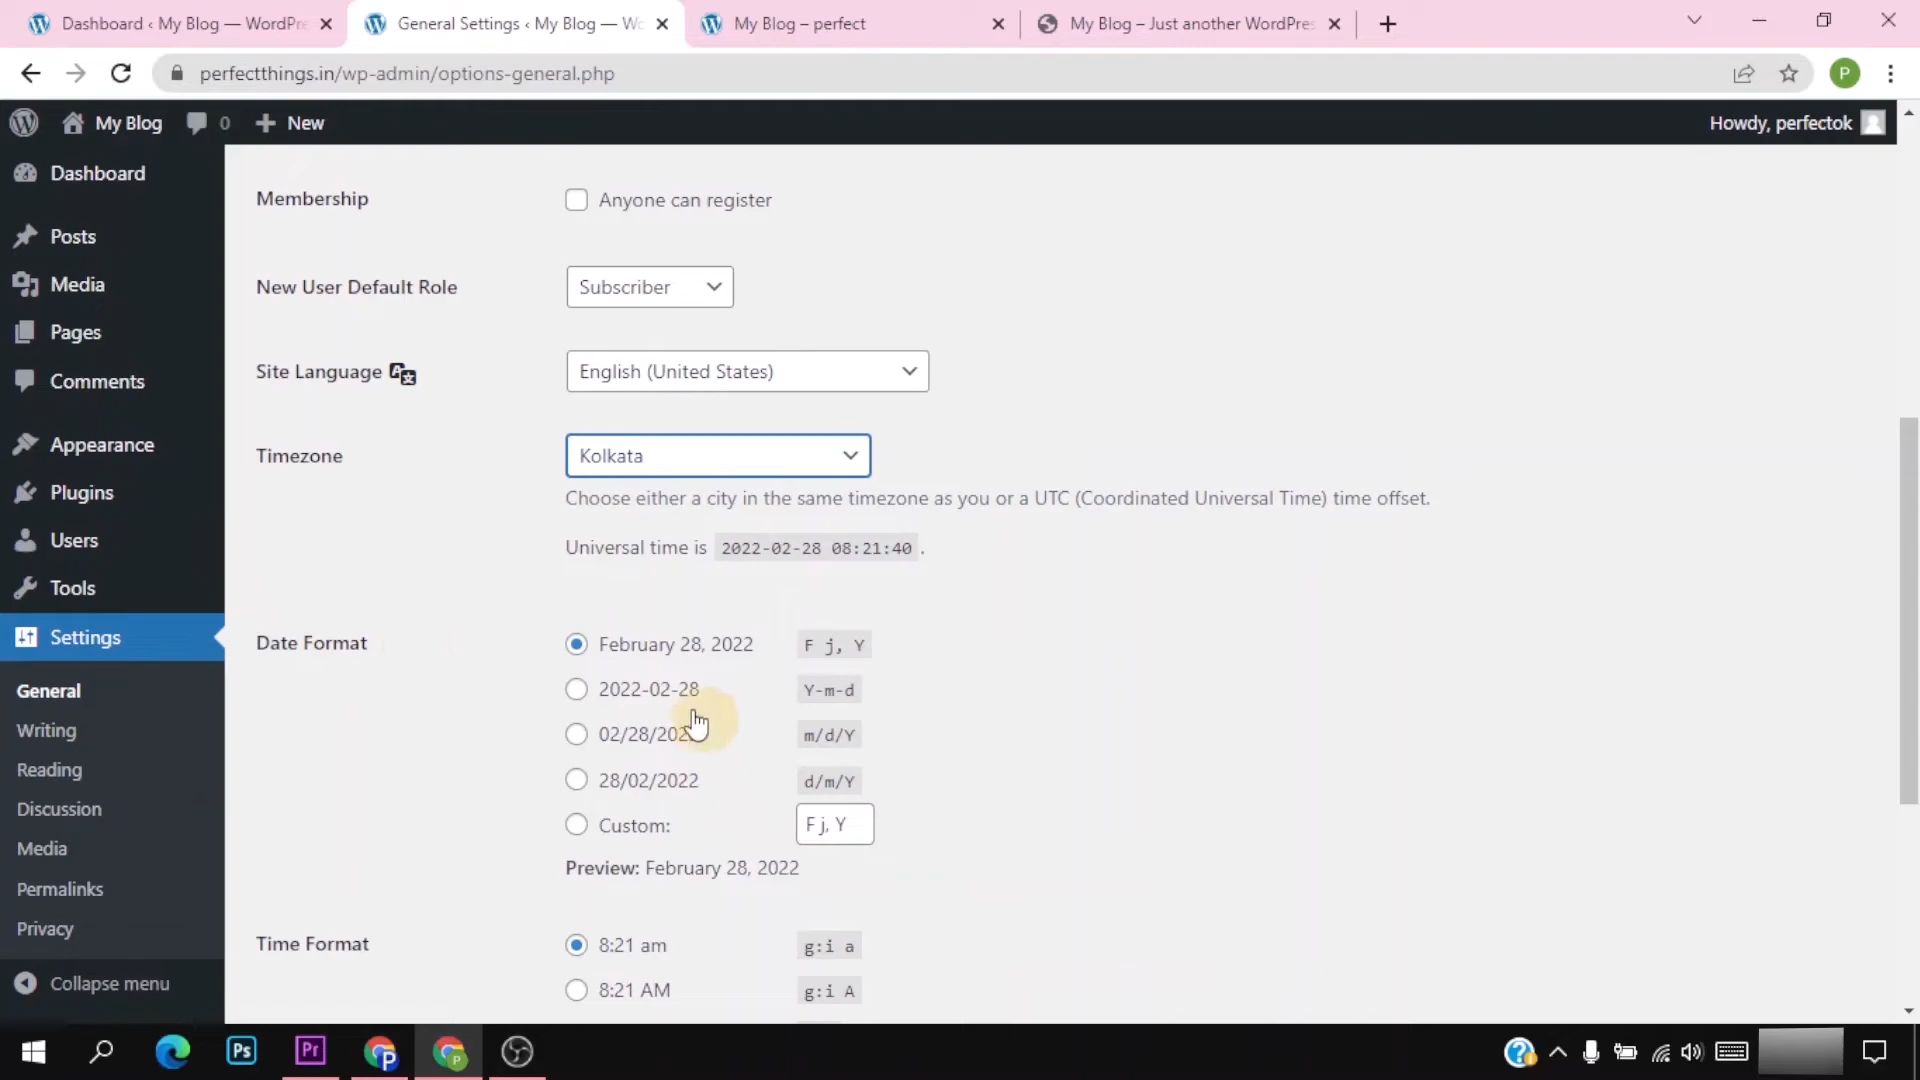 Dashboard ‹ My Blog — WordPre
General Settings ‹ My Blog — Wo
My Blog – perfect
My Blog – Just another WordPres
perfectthings.in/wp-admin/options-general.php
P
My Blog
0
New
Howdy, perfectok
Dashboard
Posts
Media
Pages
Comments
Appearance
Plugins
Users
Tools
Settings
General
Writing
Reading
Discussion
Media
Permalinks
Privacy
Collapse menu
Membership
Anyone can register
New User Default Role
Subscriber
Site Language
English (United States)
Timezone
Kolkata
Choose either a city in the same timezone as you or a UTC (Coordinated Universal Time) time offset.
Universal time is 2022-02-28 08:21:40 .
Date Format
February 28, 2022 F j, Y
2022-02-28 Y-m-d
02/28/202 m/d/Y
28/02/2022 d/m/Y
Custom: F j, Y
Preview: February 28, 2022
Time Format
8:21 am g:i a
8:21 AM g:i A
Ps
Pr
P
P